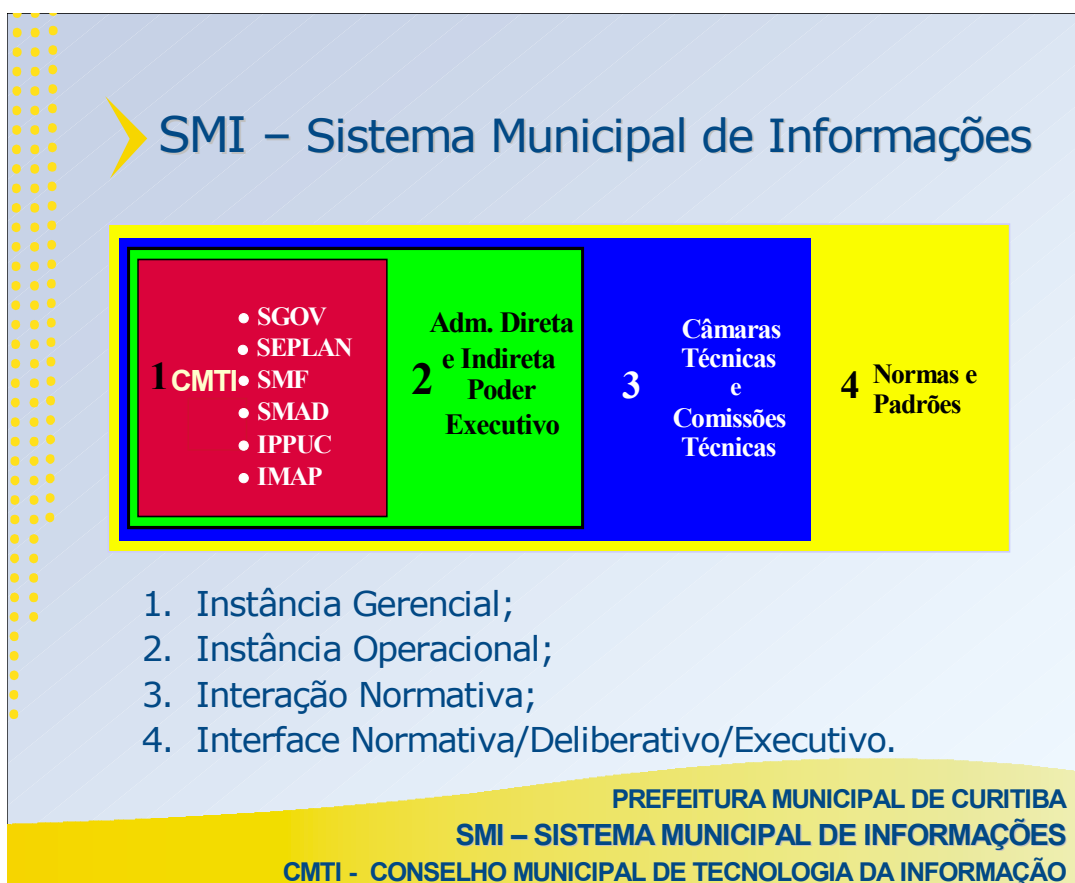 SMI – Sistema Municipal de Informações
1 CMTI
• SGOV
• SEPLAN
• SMF
• SMAD
• IPPUC
• IMAP
2
Adm. Direta
e Indireta
Poder
Executivo
3
Câmaras
Técnicas
e
Comissões
Técnicas
4
Normas e
Padrões
1. Instância Gerencial;
2. Instância Operacional;
3. Interação Normativa;
4. Interface Normativa/Deliberativo/Executivo.
PREFEITURA MUNICIPAL DE CURITIBA
SMI – SISTEMA MUNICIPAL DE INFORMAÇÕES
CMTI - CONSELHO MUNICIPAL DE TECNOLOGIA DA INFORMAÇÃO